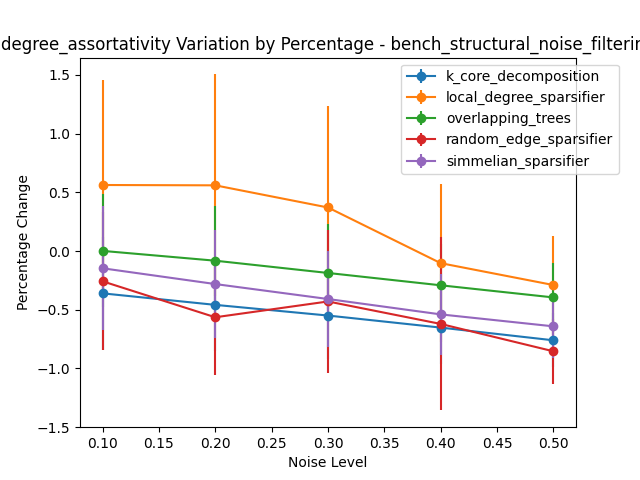 degree_assortativity Variation by Percentage - bench_structural_noise_filterin
k_core_decomposition
local_degree_sparsifier
overlapping_trees
random_edge_sparsifier
simmelian_sparsifier
Percentage Change
1.5
1.0
0.5
0.0
−0.5
−1.0
−1.5
0.10 0.15 0.20 0.25 0.30 0.35 0.40 0.45 0.50
Noise Level